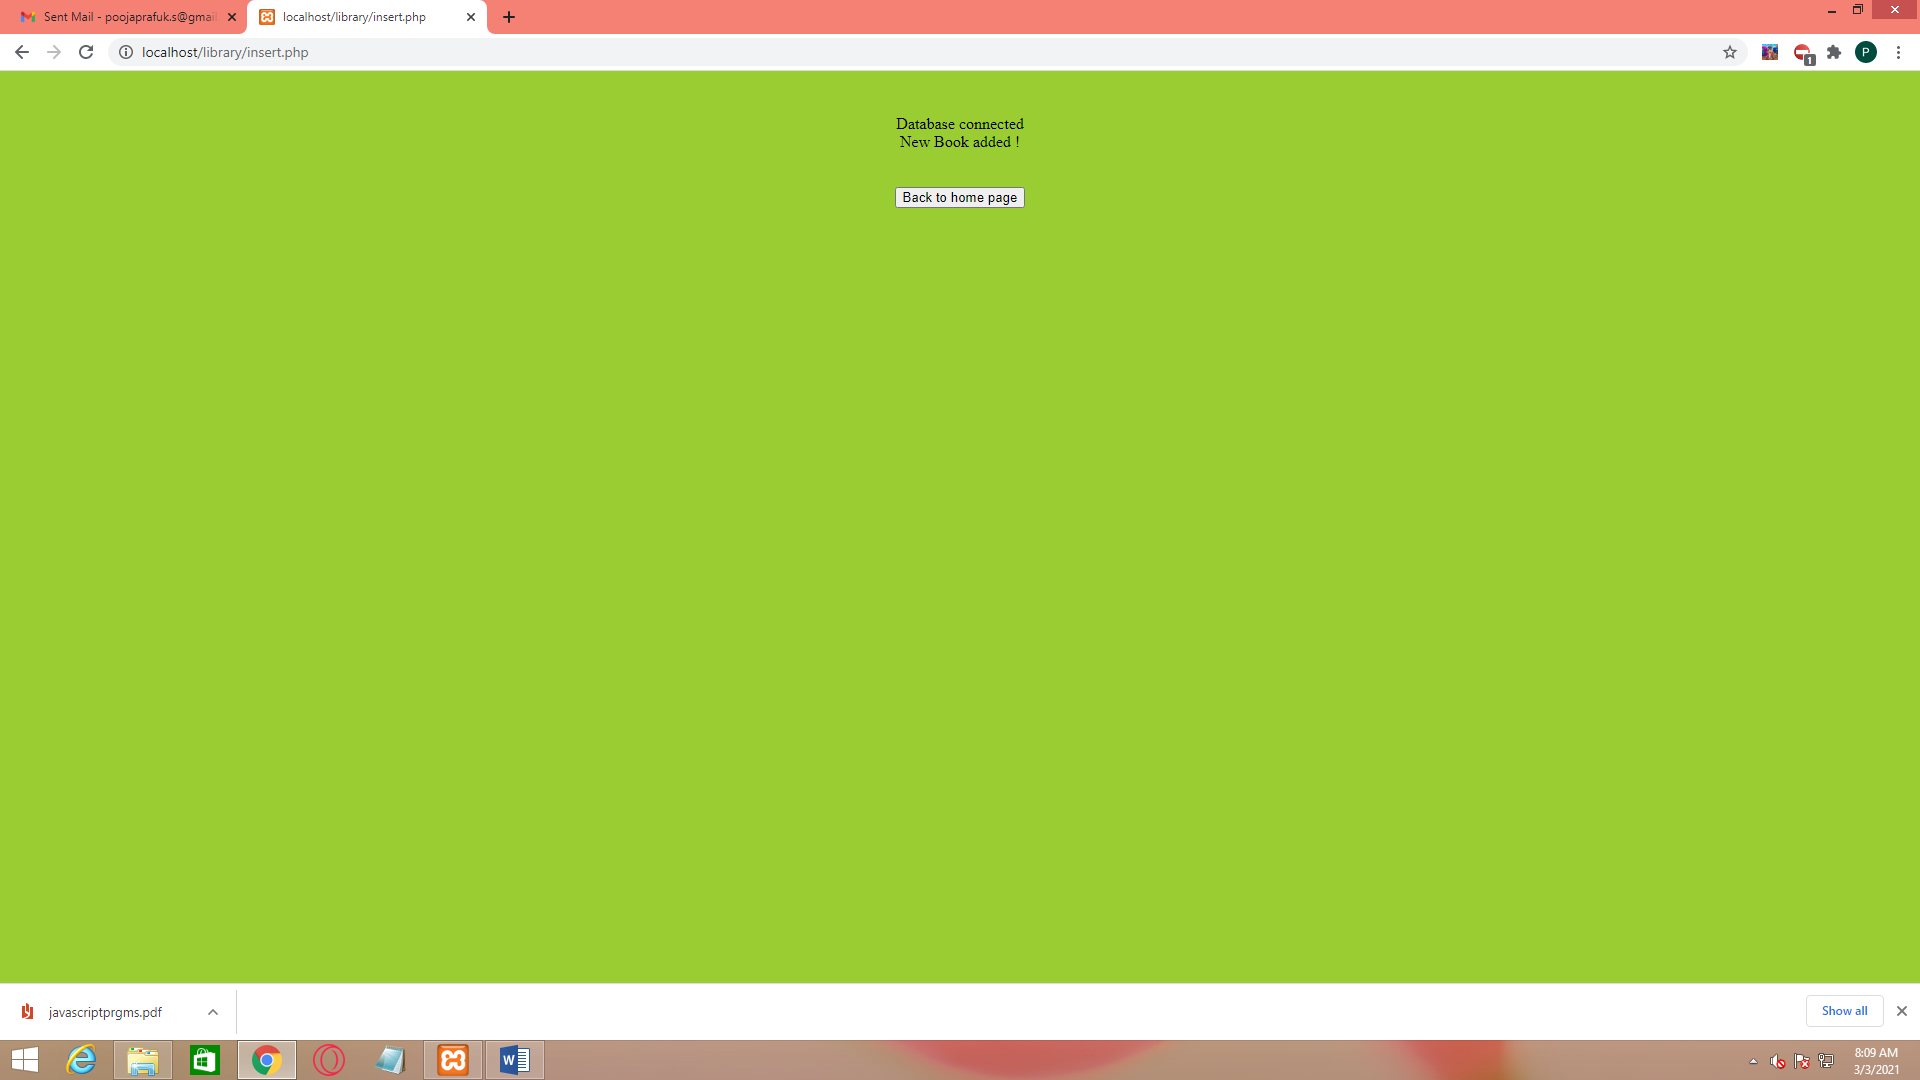 Sent Mail - poojaprafuk.s@gmail
localhost/library/insert.php
localhost/library/insert.php
1
P
Database connected
New Book added !
Back to home page
javascriptprgms.pdf
Show all
8:09 AM
3/3/2021